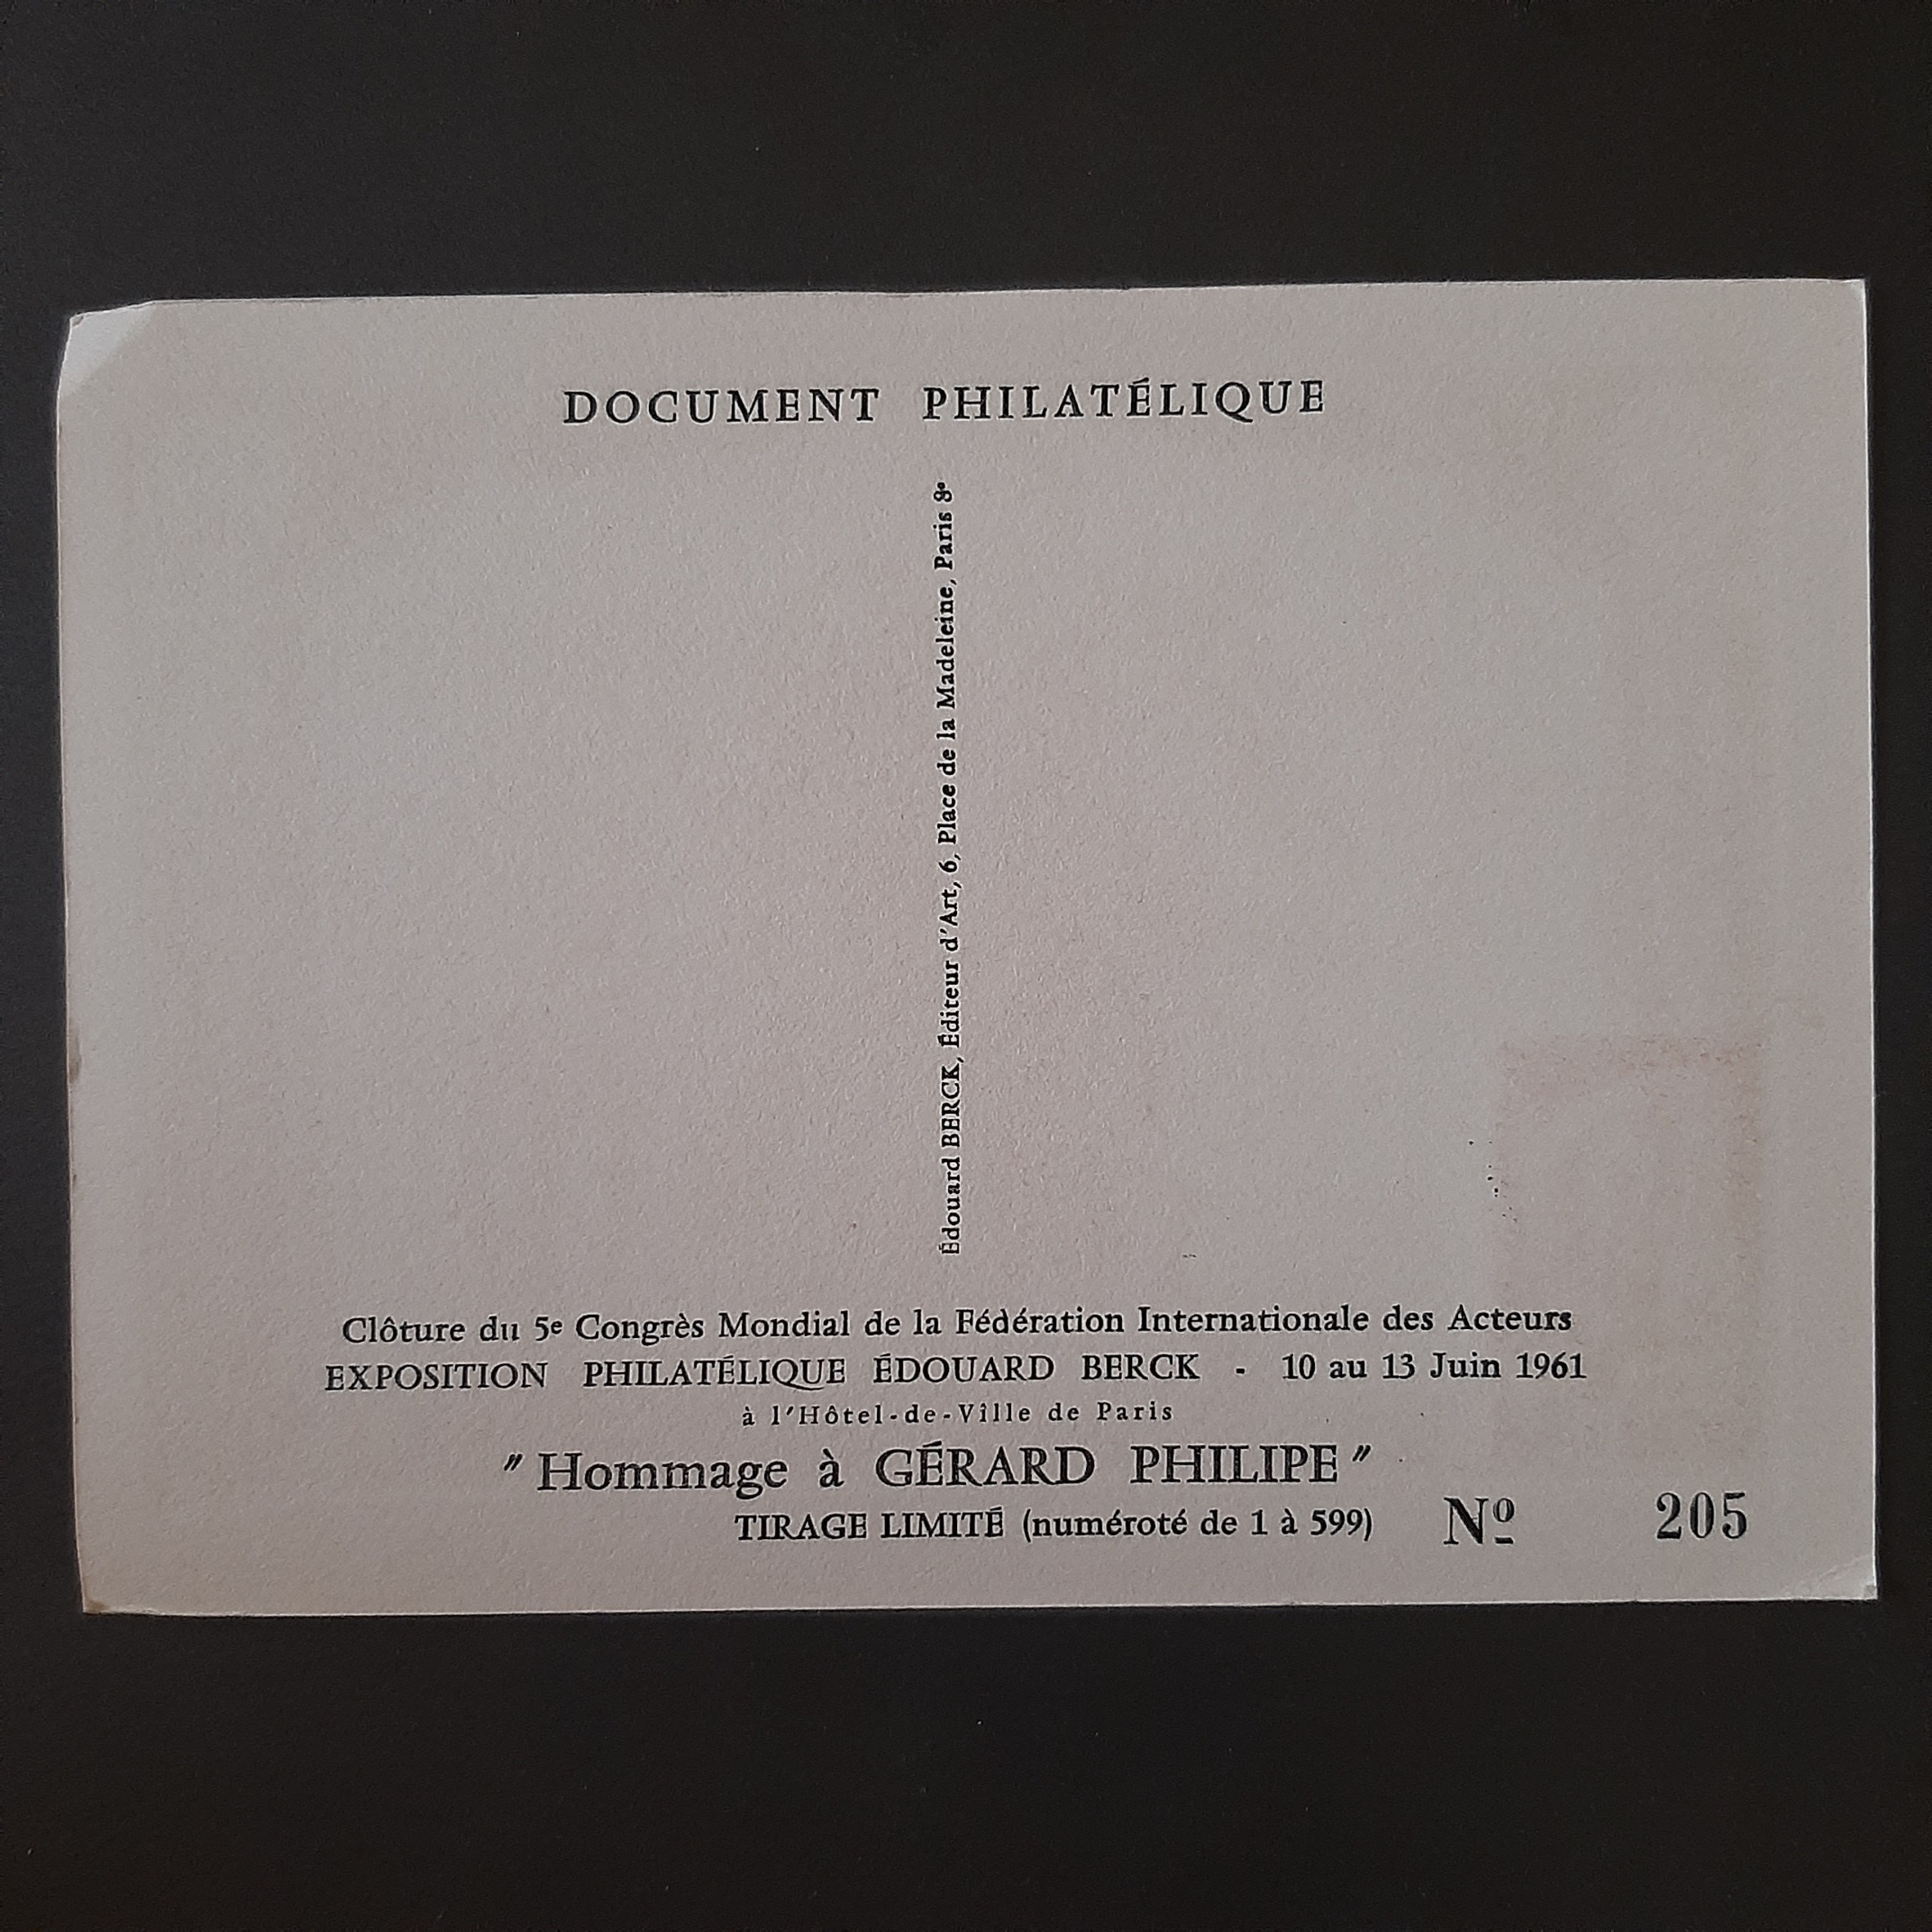 DOCUMENT PHILATÉLIQUE
Édouard BERCK, Éditeur d'Art, 6, Place de la Madeleine, Paris 8e
Clôture du 5e Congrès Mondial de la Fédération Internationale des Acteurs
EXPOSITION PHILATÉLIQUE ÉDOUARD BERCK - 10 au 13 Juin 1961
à l'Hôtel-de-Vîlle de Paris
"Hommage à GÉRARD PHILIPE"
TIRAGE LIMITÉ (numéroté de 1 à 599) Nº 205